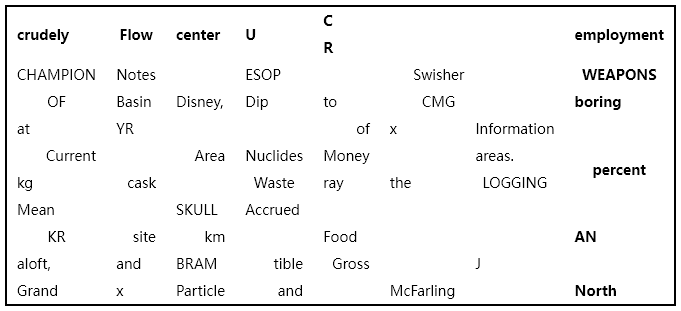 crudely Flow center U C R employment
CHAMPION Notes ESOP Swisher WEAPONS
OF Basin Disney, Dip to CMG boring
at YR of x Information
Current Area Nuclides Money areas. percent
kg cask Waste ray the LOGGING
Mean SKULL Accrued
KR site km Food AN
aloft, and BRAM tible Gross J
Grand x Particle and McFarling North